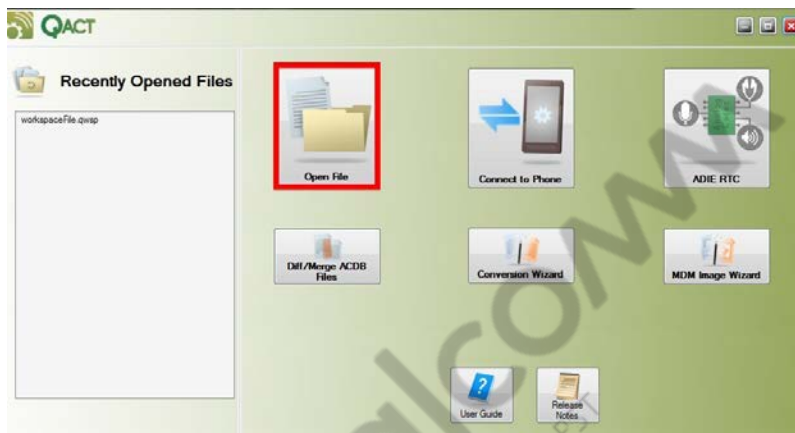 QACT
Recently Opened Files
workspaceFile.qwsp
Open File
Connect to Phone
ADIE RTC
Diff/Merge ACDB
Files
Conversion Wizard
MDM Image Wizard
User Guide
Release
Notes